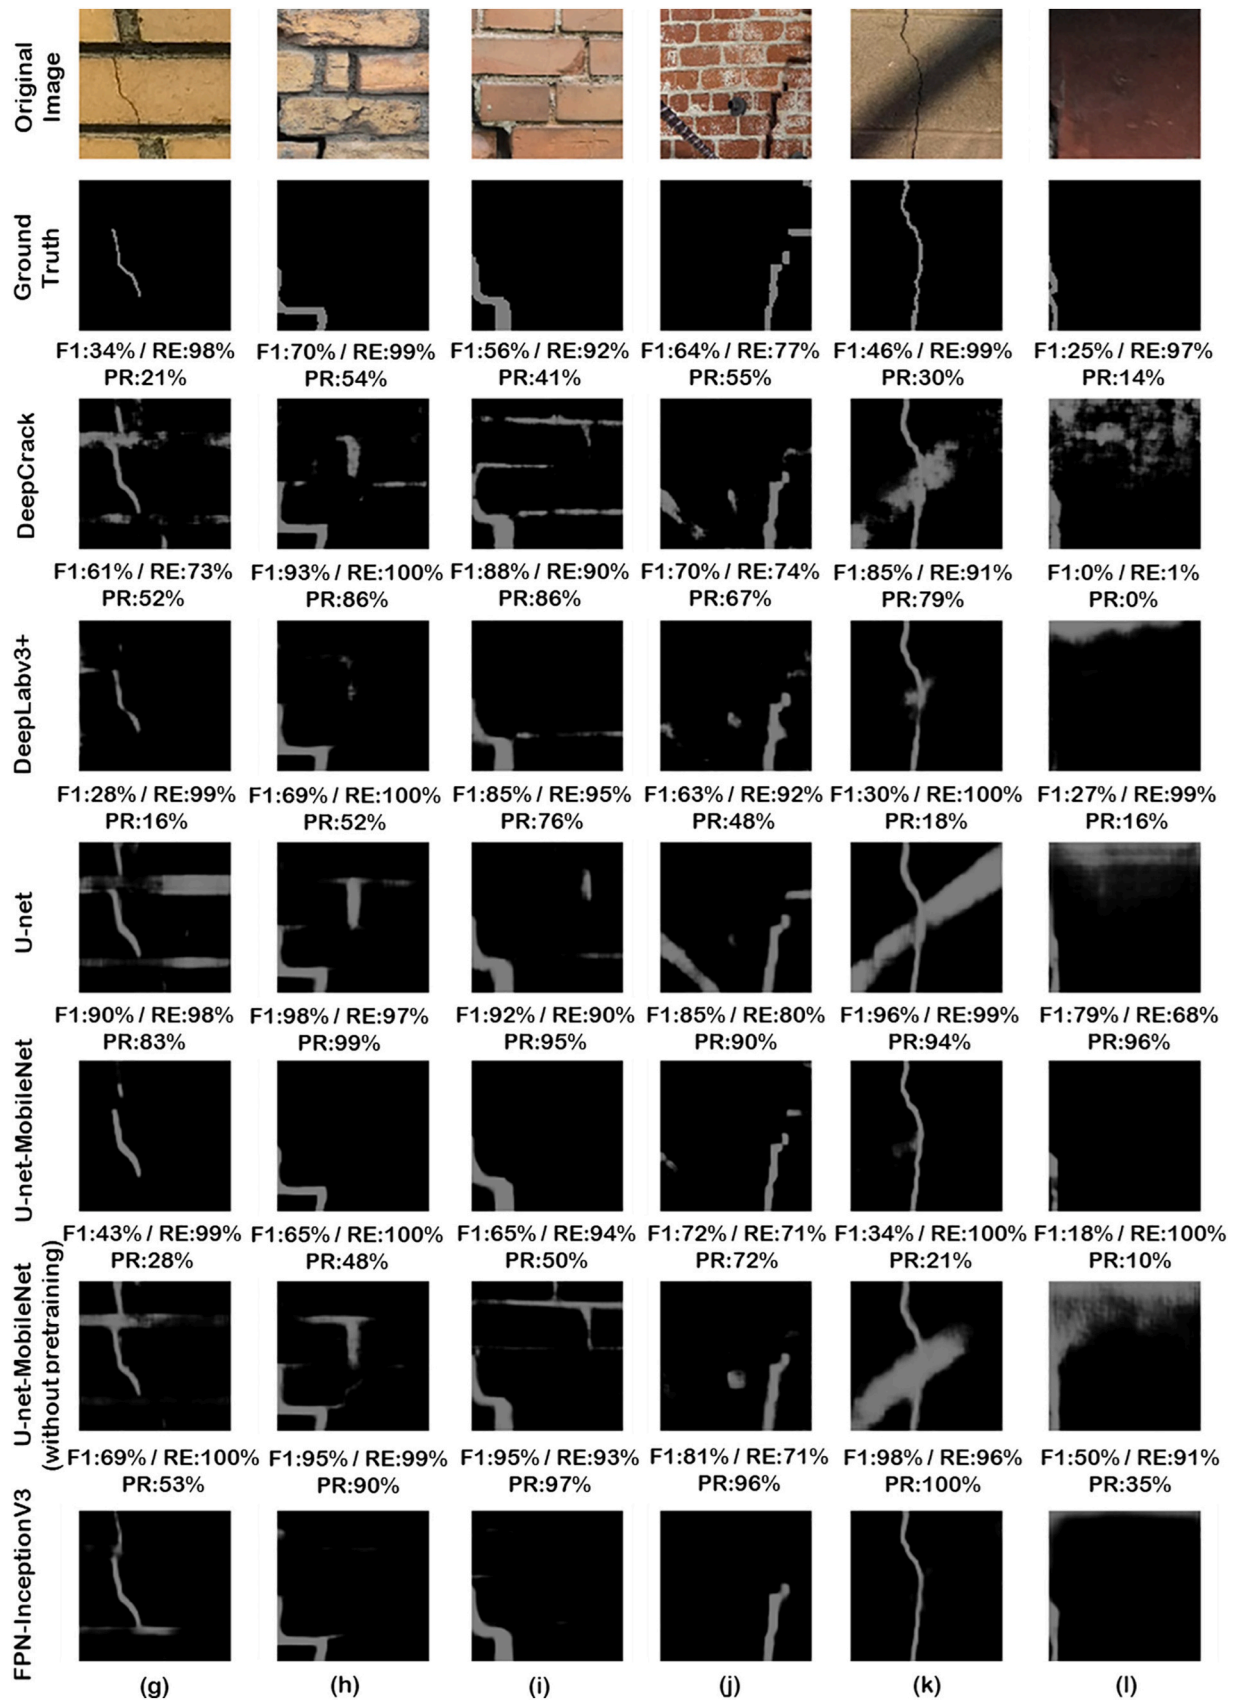 Original
Image
Ground
Truth
F1:34% / RE:98%
PR:21%
F1:70% / RE:99%
PR:54%
F1:56% / RE:92%
PR:41%
F1:64% / RE:77%
PR:55%
F1:46% / RE:99%
PR:30%
F1:25% / RE:97%
PR:14%
DeepCrack
F1:61% / RE:73%
PR:52%
F1:93% / RE:100%
PR:86%
F1:88% / RE:90%
PR:86%
F1:70% / RE:74%
PR:67%
F1:85% / RE:91%
PR:79%
F1:0% / RE:1%
PR:0%
DeepLabv3+
F1:28% / RE:99%
PR:16%
F1:69% / RE:100%
PR:52%
F1:85% / RE:95%
PR:76%
F1:63% / RE:92%
PR:48%
F1:30% / RE:100%
PR:18%
F1:27% / RE:99%
PR:16%
U-net
F1:90% / RE:98%
PR:83%
F1:98% / RE:97%
PR:99%
F1:92% / RE:90%
PR:95%
F1:85% / RE:80%
PR:90%
F1:96% / RE:99%
PR:94%
F1:79% / RE:68%
PR:96%
U-net-MobileNet
F1:43% / RE:99%
PR:28%
F1:65% / RE:100%
PR:48%
F1:65% / RE:94%
PR:50%
F1:72% / RE:71%
PR:72%
F1:34% / RE:100%
PR:21%
F1:18% / RE:100%
PR:10%
U-net-MobileNet
(without pretraining)
F1:69% / RE:100%
PR:53%
F1:95% / RE:99%
PR:90%
F1:95% / RE:93%
PR:97%
F1:81% / RE:71%
PR:96%
F1:98% / RE:96%
PR:100%
F1:50% / RE:91%
PR:35%
FPN-InceptionV3
(g)
(h)
(i)
(j)
(k)
(l)